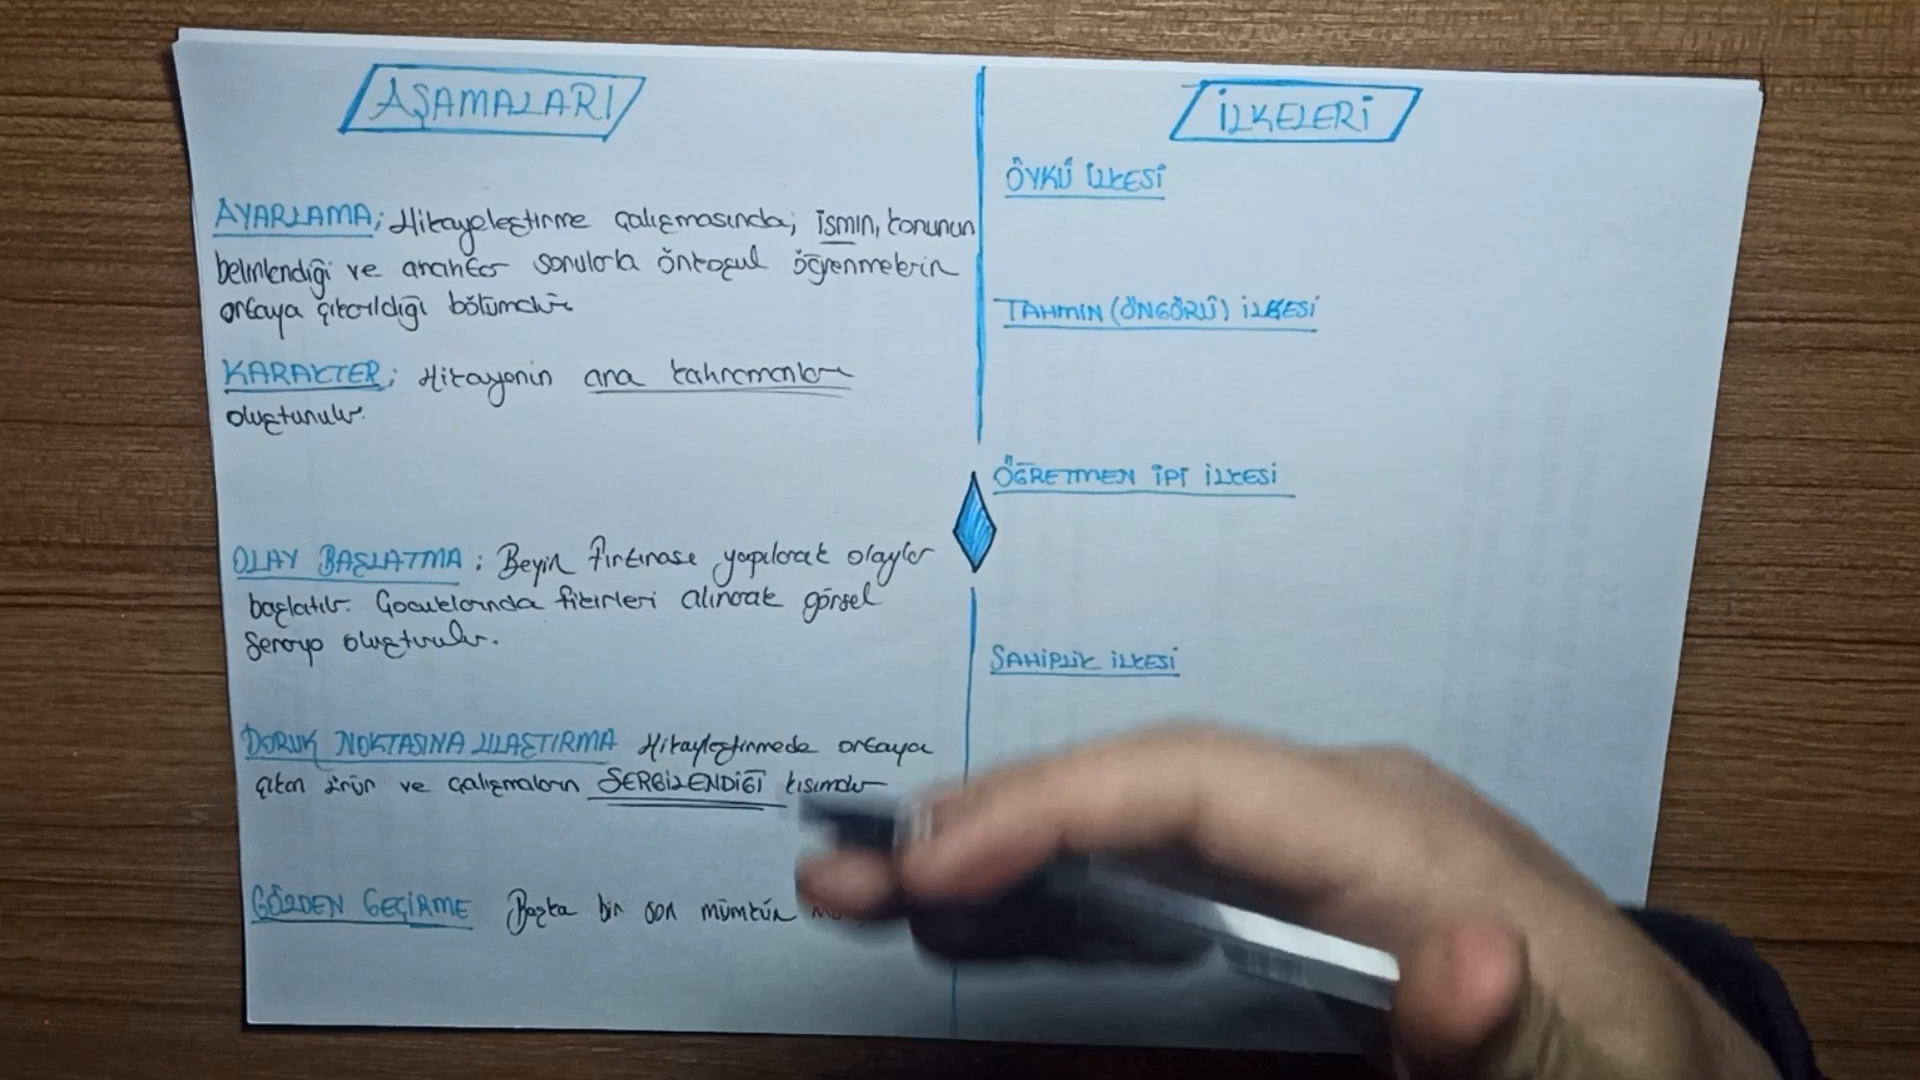 AŞAMALARI
AYARLAMA; Hikayeleştirme çalışmasında; ismin, konunun
belirlendiği ve anahtar sorularla önkoşul öğrenmelerin
ortaya çıkarıldığı bölümdür
KARAKTER; Hikayenin ana kahramanları
oluşturulur.
OLAY BAŞLATMA: Beyin fırtınası yapılarak olaylar
başlatılır. Çocuklarında fikirleri alınarak görsel
Senaryo oluşturulur.
DORUK NOKTASINA ULAŞTIRMA Hikayeleştirmede ortaya
çıkan ürün ve çalışmaların SERGİLENDİĞİ kısımdır
GÖZDEN GEÇİRME Başka bir son mümkün
İLKELERİ
ÖYKÜ İLKESİ
TAHMİN (ÖNGÖRÜ) İLKESİ
ÖĞRETMEN İPİ İLKESİ
SAHİPLİK İLKESİ